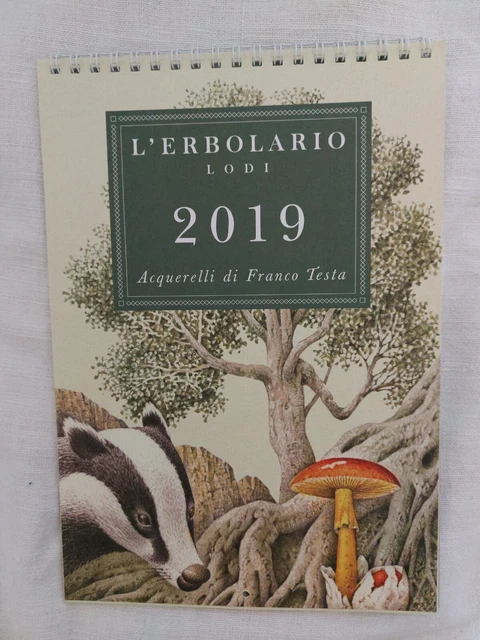 L'ERBOLARIO
LODI
2019
Acquerelli di Franco Testa